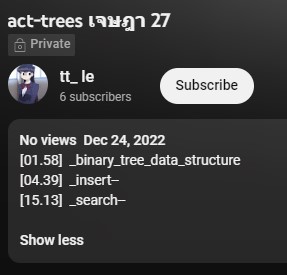 act-trees เจษฎา 27
Private
tt_ le
6 subscribers
Subscribe
No views Dec 24, 2022
[01.58] _binary_tree_data_structure
[04.39] _insert--
[15.13] _search--
Show less